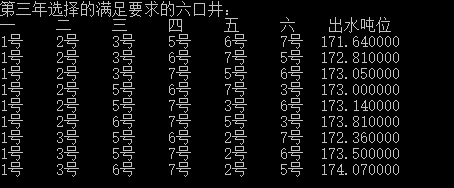 第三年选择的满足要求的六口井:
一 二 三 四 五 六 出水吨位
1号 2号 3号 5号 6号 7号 171.640000
1号 2号 3号 6号 7号 5号 172.810000
1号 2号 3号 7号 5号 6号 173.050000
1号 2号 5号 6号 7号 3号 173.000000
1号 2号 5号 7号 3号 6号 173.140000
1号 2号 6号 7号 3号 5号 173.810000
1号 3号 5号 6号 2号 7号 172.360000
1号 3号 5号 7号 2号 6号 173.500000
1号 3号 6号 7号 2号 5号 174.070000